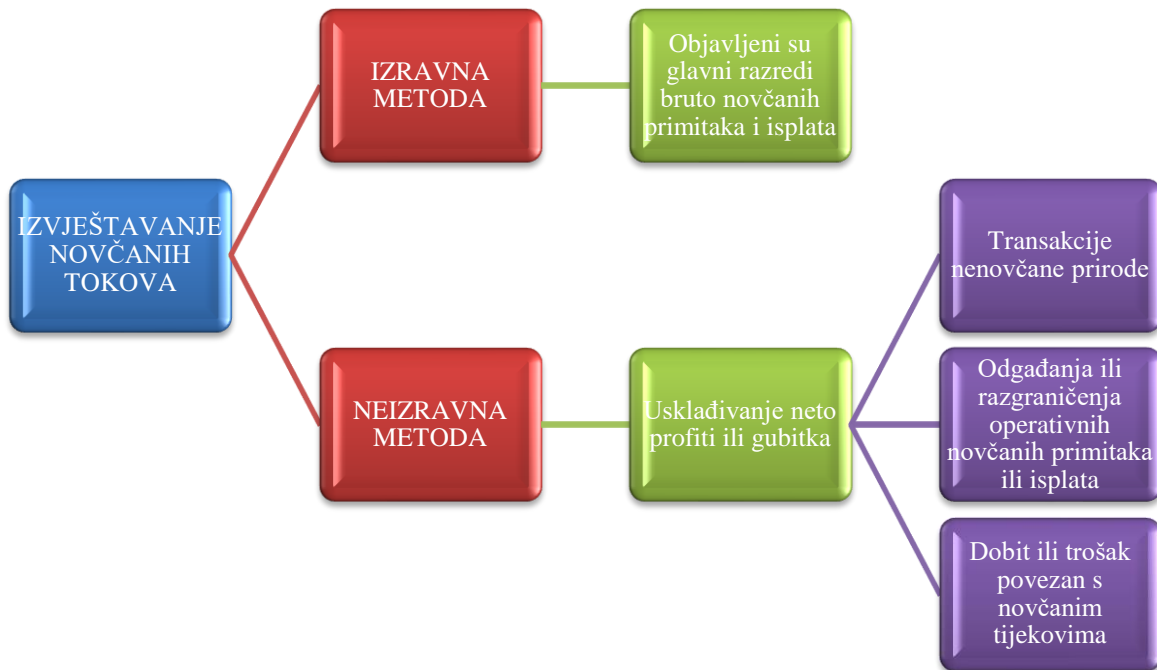 IZVJEŠTAVANJE
NOVČANIH
TOKOVA
IZRAVNA
METODA
Objavljeni su
glavni razredi
bruto novčanih
primitaka i isplata
NEIZRAVNA
METODA
Usklađivanje neto
profiti ili gubitka
Transakcije
nenovčane prirode
Odgađanja ili
razgraničenja
operativnih
novčanih primitaka
ili isplata
Dobit ili trošak
povezan s
novčanim
tijekovima